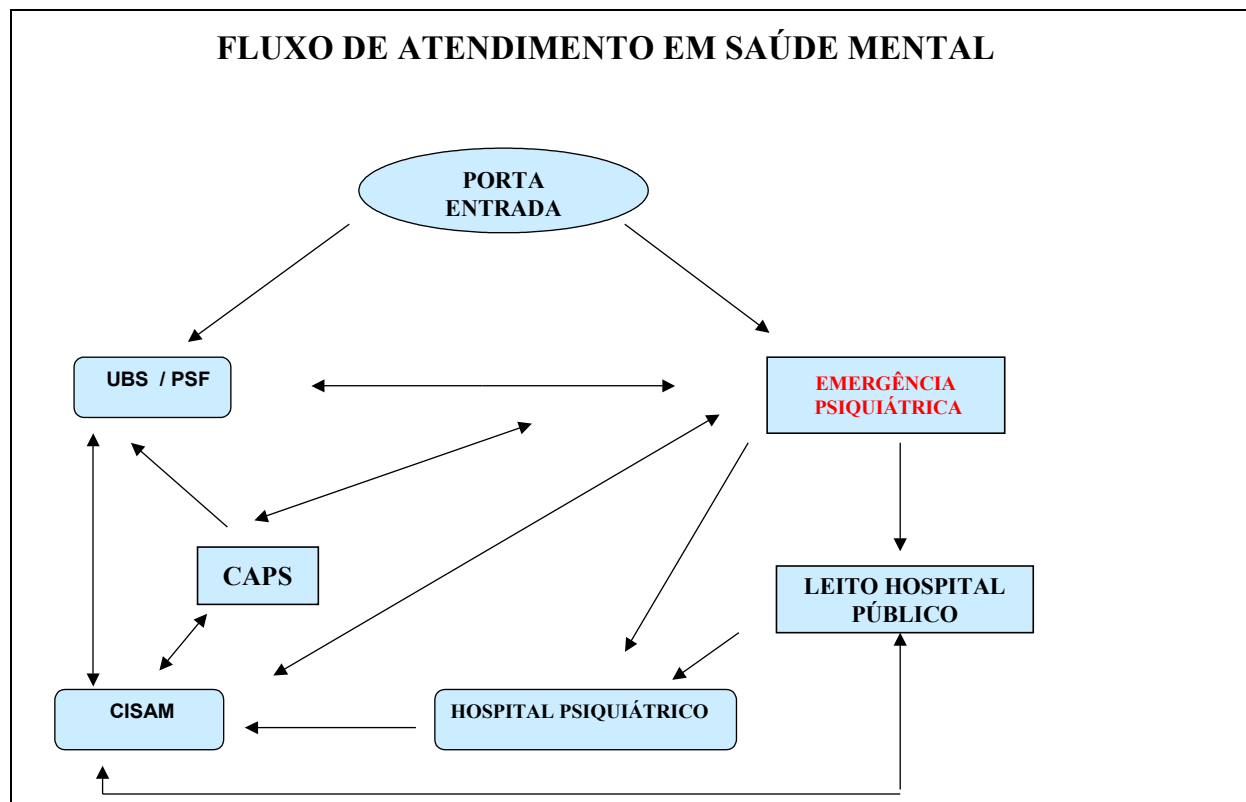 FLUXO DE ATENDIMENTO EM SAÚDE MENTAL
PORTA
ENTRADA
UBS / PSF
EMERGÊNCIA
PSIQUIÁTRICA
CAPS
LEITO HOSPITAL
PÚBLICO
CISAM
HOSPITAL PSIQUIÁTRICO